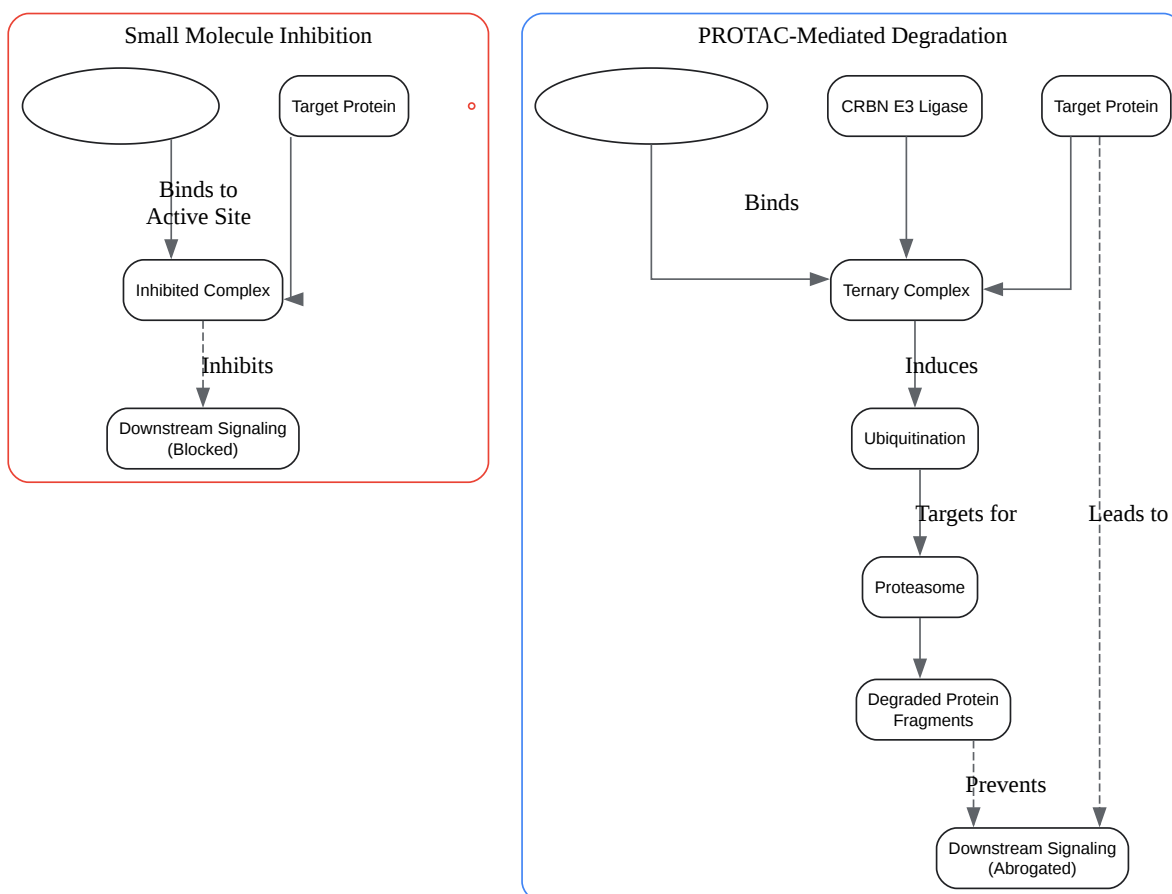 Small Molecule Inhibition
Target Protein
Binds to
Active Site
Inhibited Complex
Inhibits
Downstream Signaling
(Blocked)
PROTAC-Mediated Degradation
CRBN E3 Ligase
Target Protein
Binds
Ternary Complex
Induces
Ubiquitination
Targets for
Leads to
Proteasome
Degraded Protein
Fragments
Prevents
Downstream Signaling
(Abrogated)